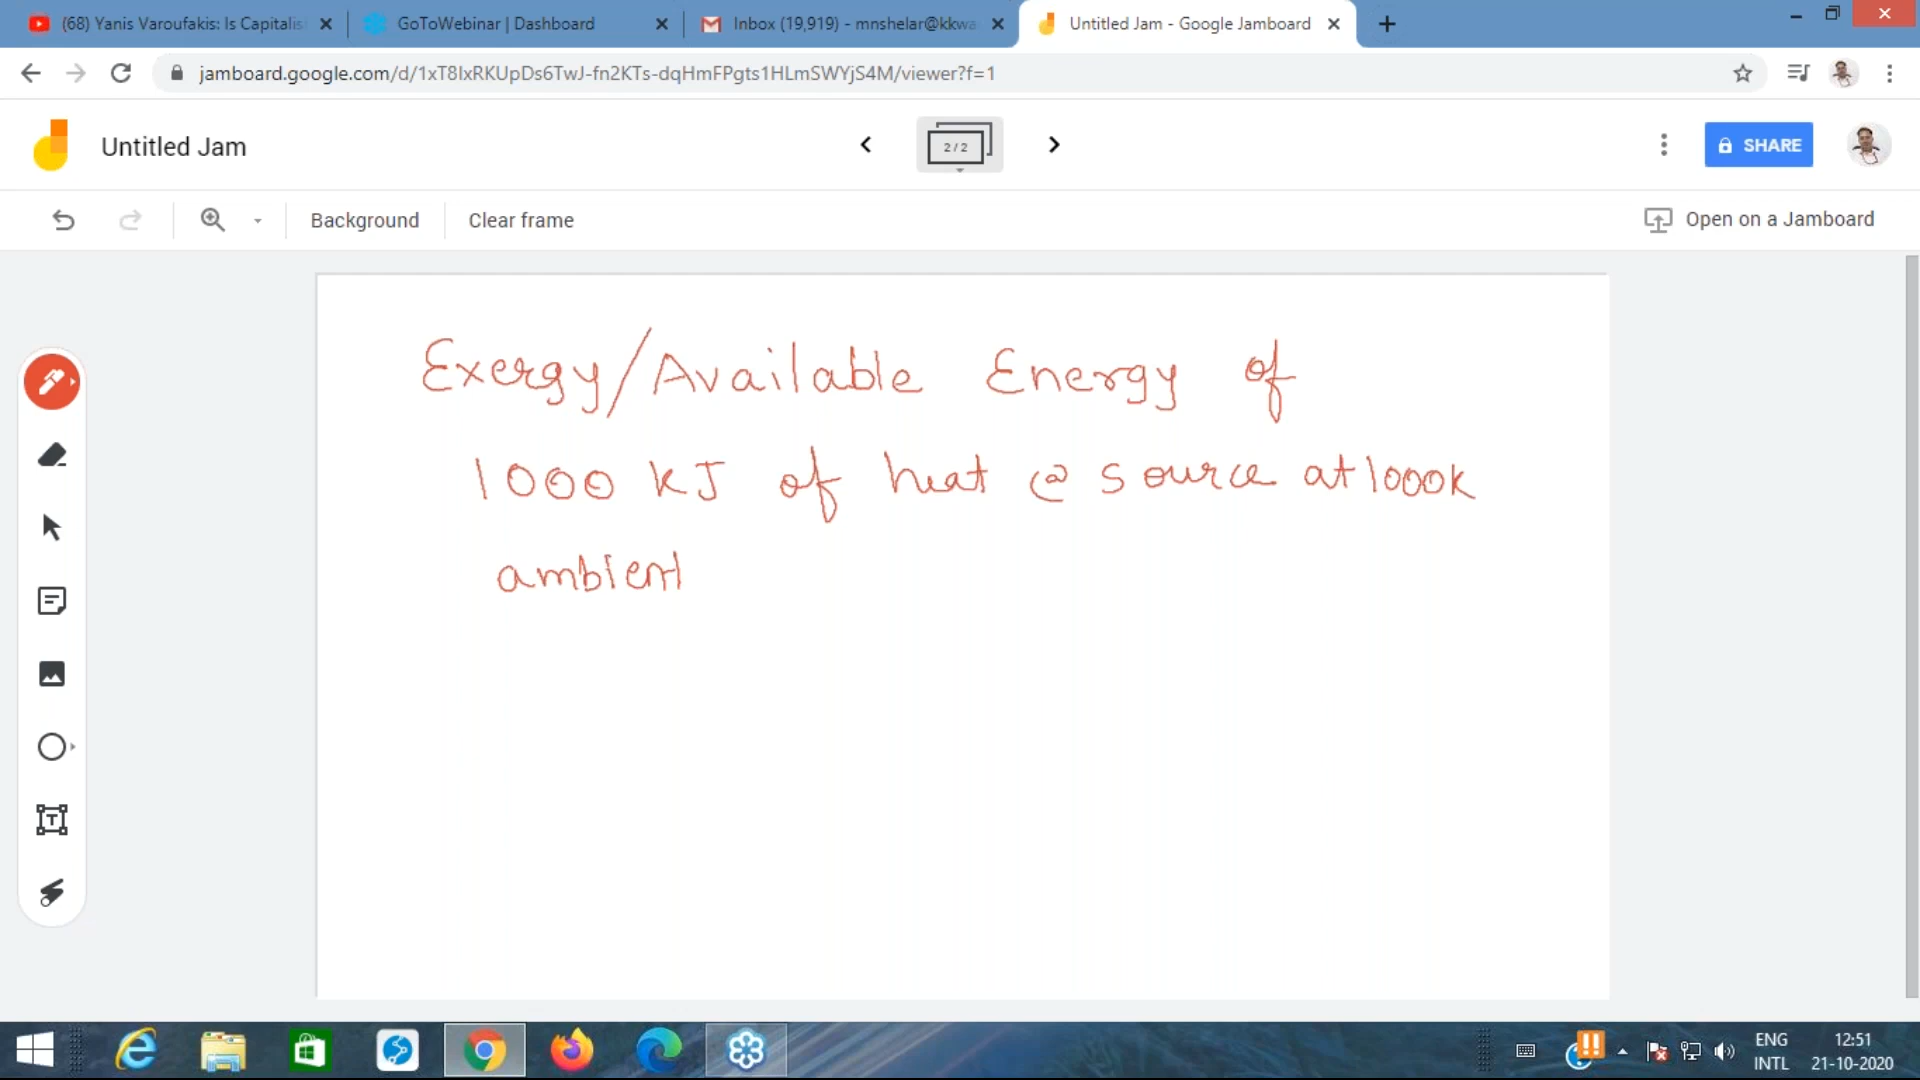 (68) Yanis Varoufakis: Is Capitalis
GoToWebinar | Dashboard
Inbox (19,919) - mnshelar@kkwa
Untitled Jam - Google Jamboard
jamboard.google.com/d/1xT8IxRKUpDs6TwJ-fn2KTs-dqHmFPgts1HLmSWYjS4M/viewer?f=1
Untitled Jam
2/2
SHARE
Background
Clear frame
Open on a Jamboard
Exergy/Available Energy of
1000 kJ of heat @ source at 1000k
ambient
ENG
12:51
INTL
21-10-2020